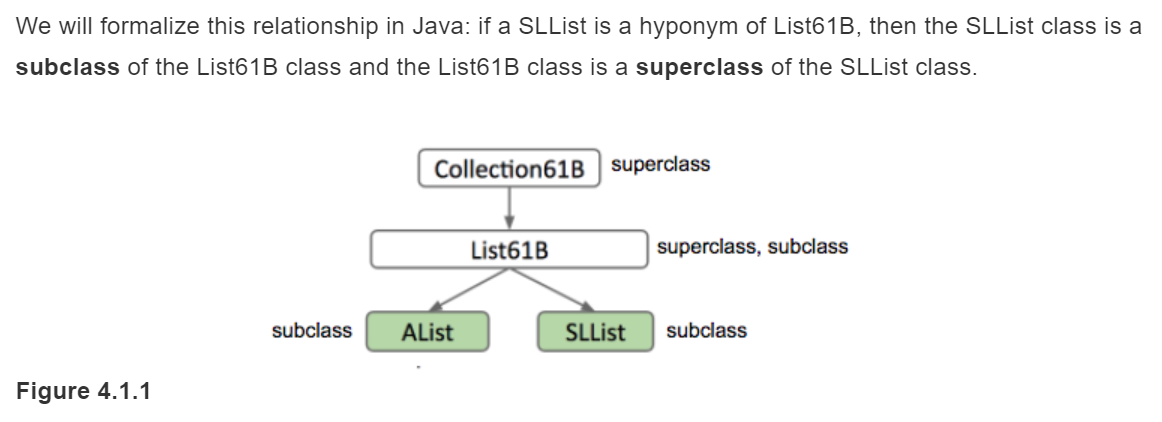 We will formalize this relationship in Java: if a SLList is a hyponym of List61B, then the SLList class is a
subclass of the List61B class and the List61B class is a superclass of the SLList class.
Collection61B superclass
List61B superclass, subclass
subclass AList SLList subclass
Figure 4.1.1